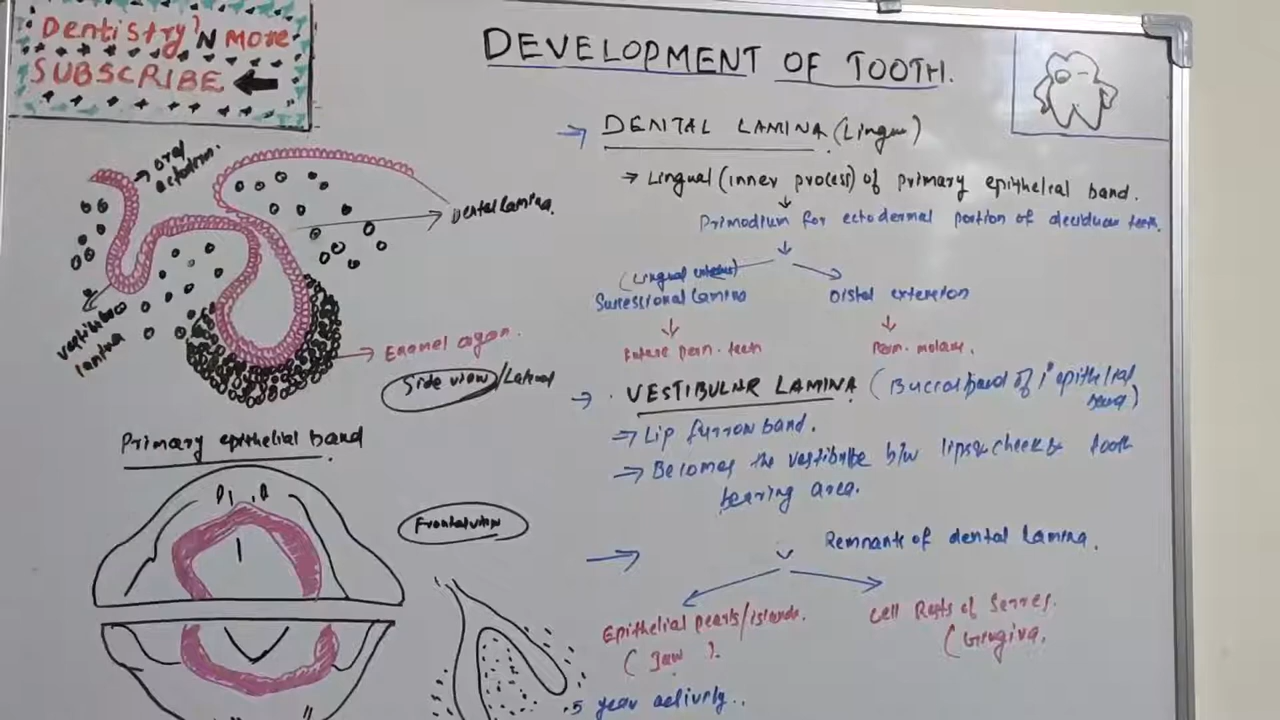 Dentistry'N More
SUBSCRIBE
DEVELOPMENT OF TOOTH.
oral
ectoderm.
Dental lamina.
vestibular
lamina
Enamel organ.
Side view/Lateral
Primary epithelial band
Frontal view
→ DENTAL LAMINA (Lingual)
→ Lingual (inner process) of primary epithelial band.
Primodium for ectodermal portion of deciduous teeth.
(Lingual extension)
Successional lamina
Distal extension
Future perm. teeth
Perm. molars.
⇒ . VESTIBULAR LAMINA (Buccal band of 1° epithelial
band)
⇒ Lip furrow band.
⇒ Becomes the vestibule b/w lips & cheek & tooth
bearing area.
Remnants of dental lamina.
Epithelial pearls/islands.
(Jaw).
Cell Rests of Serres.
(Gingiva.
5 year activity..